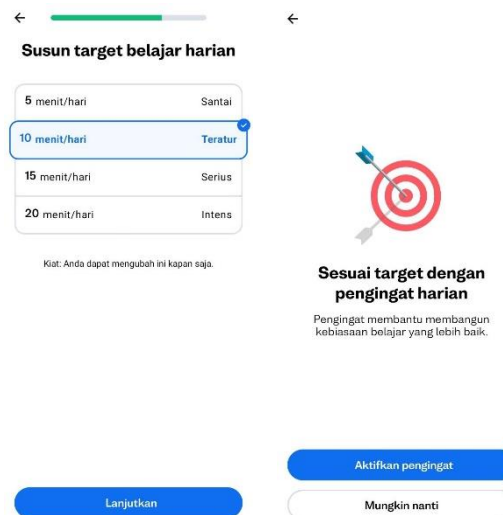 Susun target belajar harian
5 menit/hari Santai
10 menit/hari Teratur
15 menit/hari Serius
20 menit/hari Intens
Kiat: Anda dapat mengubah ini kapan saja.
Lanjutkan
Sesuai target dengan
pengingat harian
Pengingat membantu membangun
kebiasaan belajar yang lebih baik.
Aktifkan pengingat
Mungkin nanti